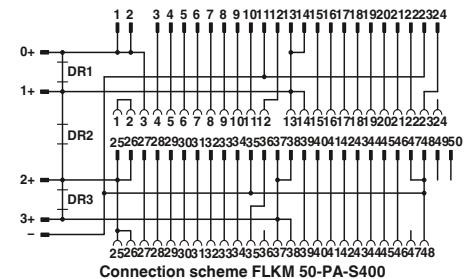 1 2 3 4 5 6 7 8 9 10 11 12 13 14 15 16 17 18 19 20 21 22 23 24
0+
DR1
1+
1 2 3 4 5 6 7 8 9 10 11 12 13 14 15 16 17 18 19 20 21 22 23 24
DR2
25 26 27 28 29 30 31 32 33 34 35 36 37 38 39 40 41 42 43 44 45 46 47 48 49 50
2+
DR3
3+
–
25 26 27 28 29 30 31 32 33 34 35 36 37 38 39 40 41 42 43 44 45 46 47 48
Connection scheme FLKM 50-PA-S400